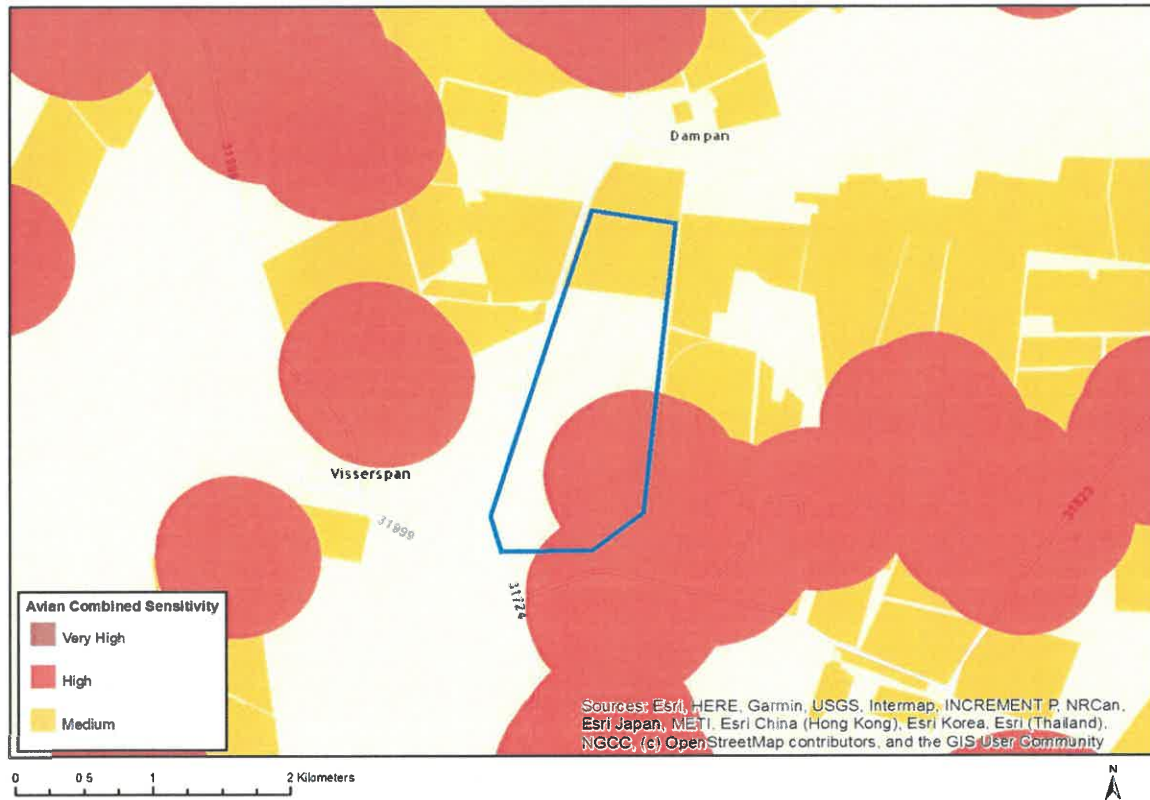 Dampan
Visserspan
31899
31724
31823
Avian Combined Sensitivity
Very High
High
Medium
Sources: Esri, HERE, Garmin, USGS, Intermap, INCREMENT P, NRCan,
Esri Japan, METI, Esri China (Hong Kong), Esri Korea, Esri (Thailand),
NGCC, (c) OpenStreetMap contributors, and the GIS User Community
0 0.5 1 2 Kilometers
N